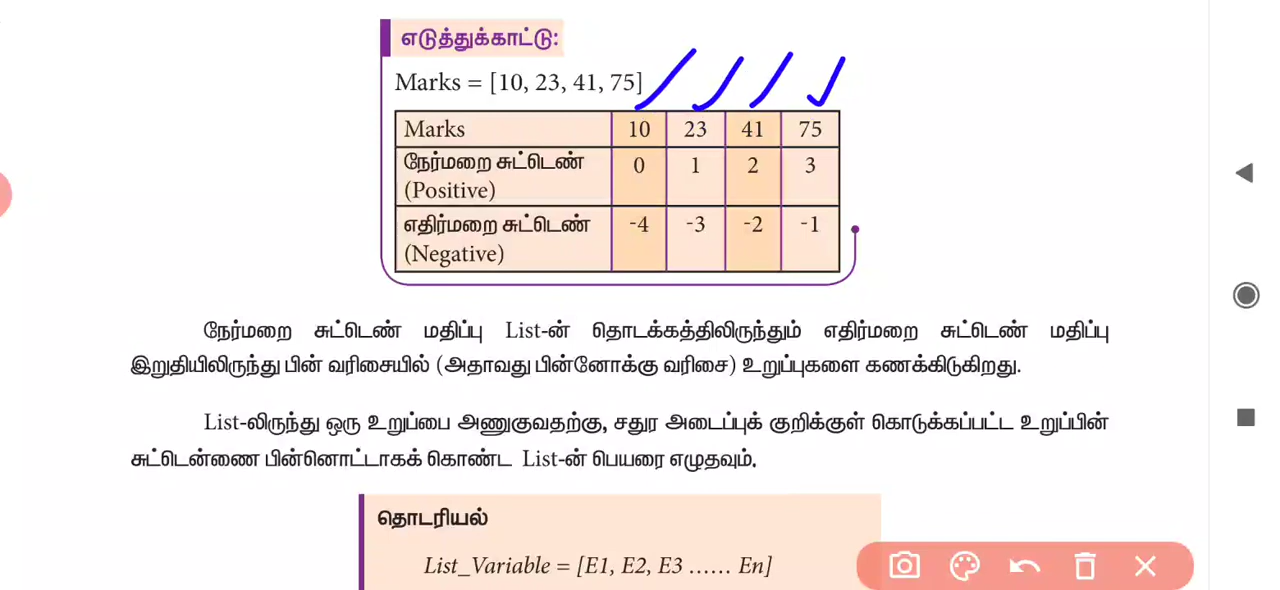 எடுத்துக்காட்டு:
Marks = [10, 23, 41, 75]
Marks 10 23 41 75
நேர்மறை சுட்டெண் 0 1 2 3
(Positive)
எதிர்மறை சுட்டெண் -4 -3 -2 -1
(Negative)
நேர்மறை சுட்டெண் மதிப்பு List-ன் தொடக்கத்திலிருந்தும் எதிர்மறை சுட்டெண் மதிப்பு
இறுதியிலிருந்து பின் வரிசையில் (அதாவது பின்னோக்கு வரிசை) உறுப்புகளை கணக்கிடுகிறது.
List-லிருந்து ஒரு உறுப்பை அணுகுவதற்கு, சதுர அடைப்புக் குறிக்குள் கொடுக்கப்பட்ட உறுப்பின்
சுட்டென்ணை பின்னொட்டாகக் கொண்ட List-ன் பெயரை எழுதவும்.
தொடரியல்
List_Variable = [E1, E2, E3 …… En]